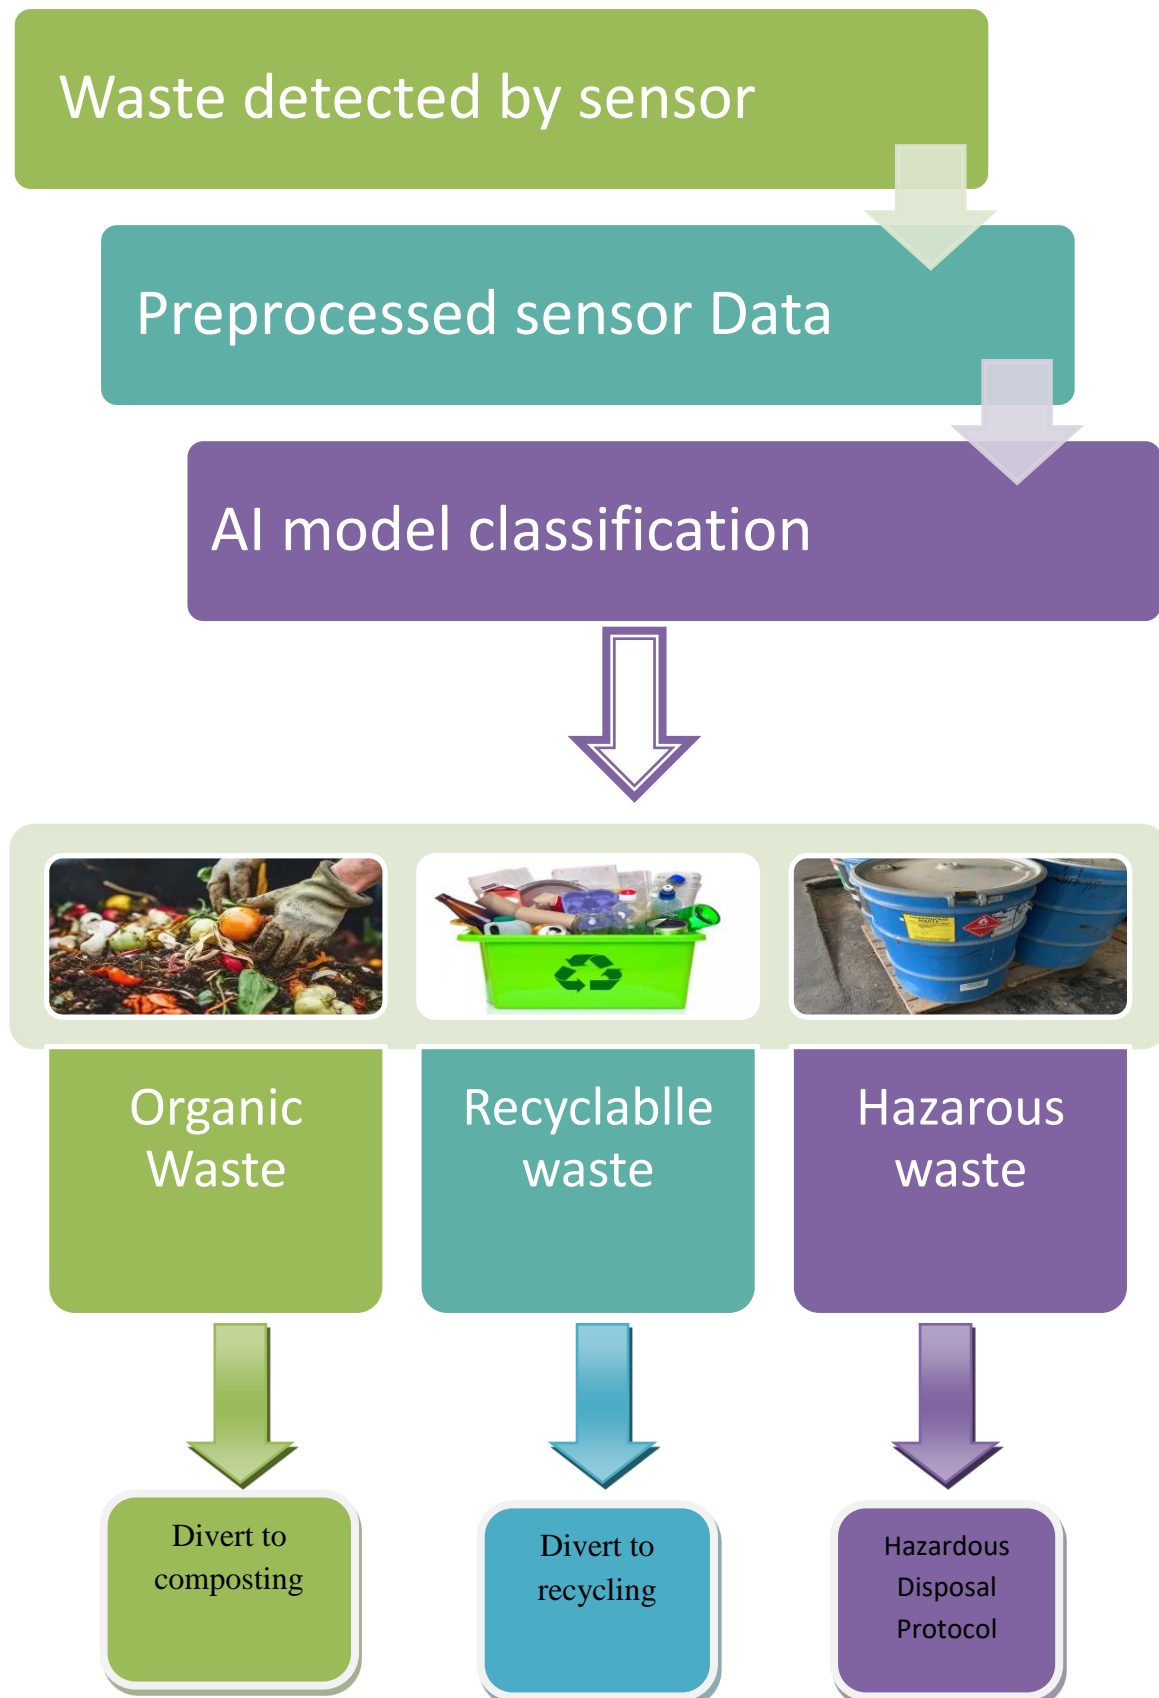 Waste detected by sensor
Preprocessed sensor Data
AI model classification
Organic
Waste
Recyclablle
waste
Hazarous
waste
Divert to
composting
Divert to
recycling
Hazardous
Disposal
Protocol